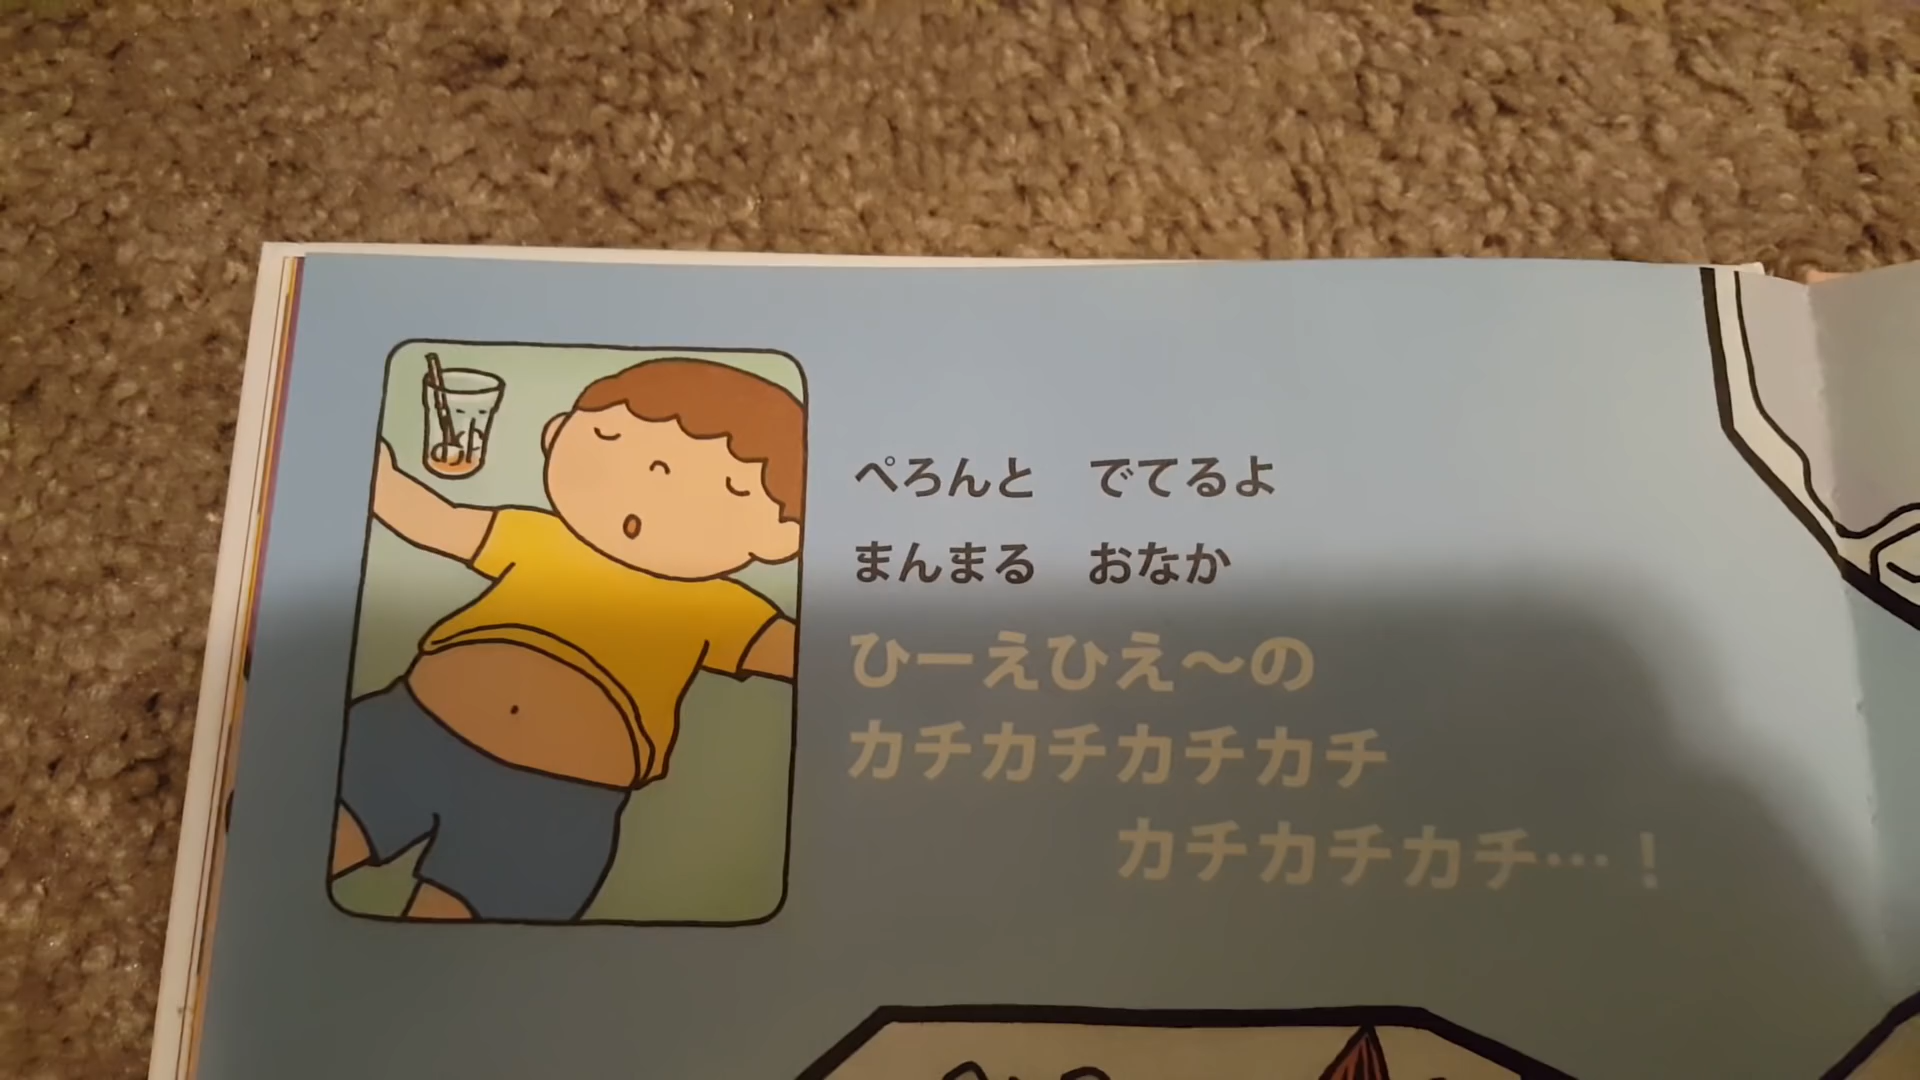 ぺろんと　でてるよ
まんまる　おなか
ひーえひえ～の
カチカチカチカチ
カチカチカチ…！